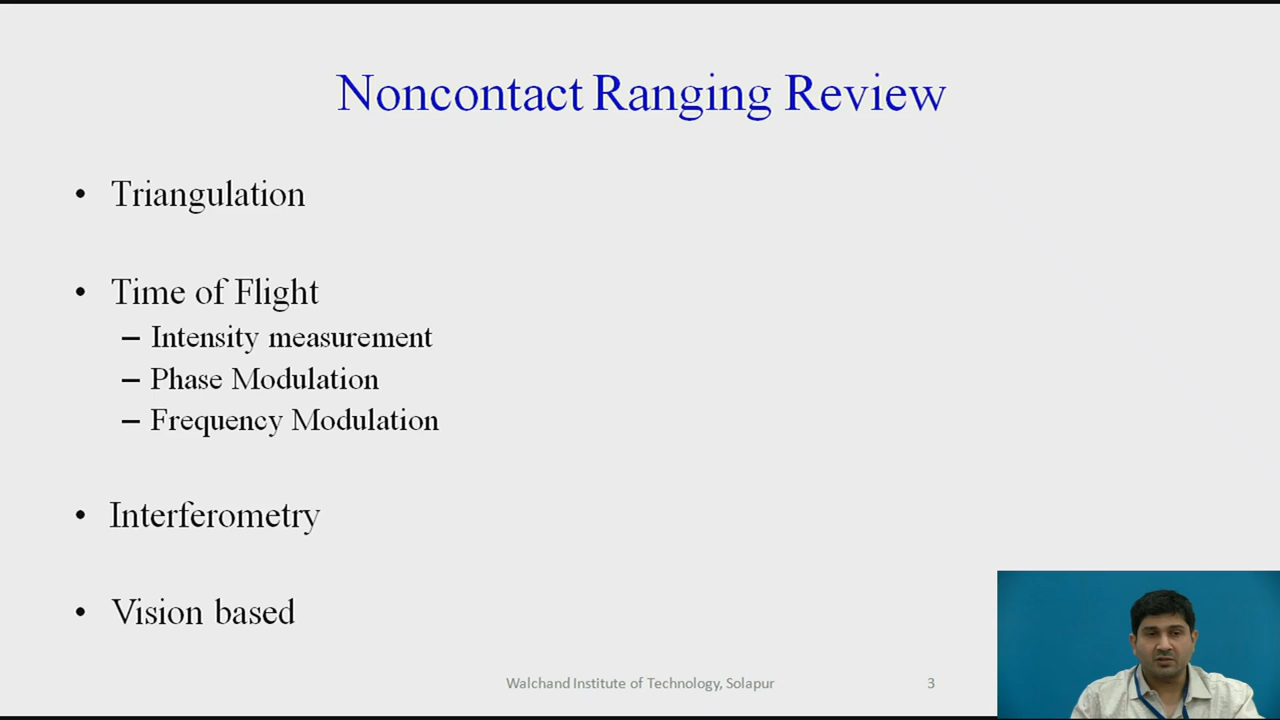 Noncontact Ranging Review
• Triangulation
• Time of Flight
– Intensity measurement
– Phase Modulation
– Frequency Modulation
• Interferometry
• Vision based
Walchand Institute of Technology, Solapur 3